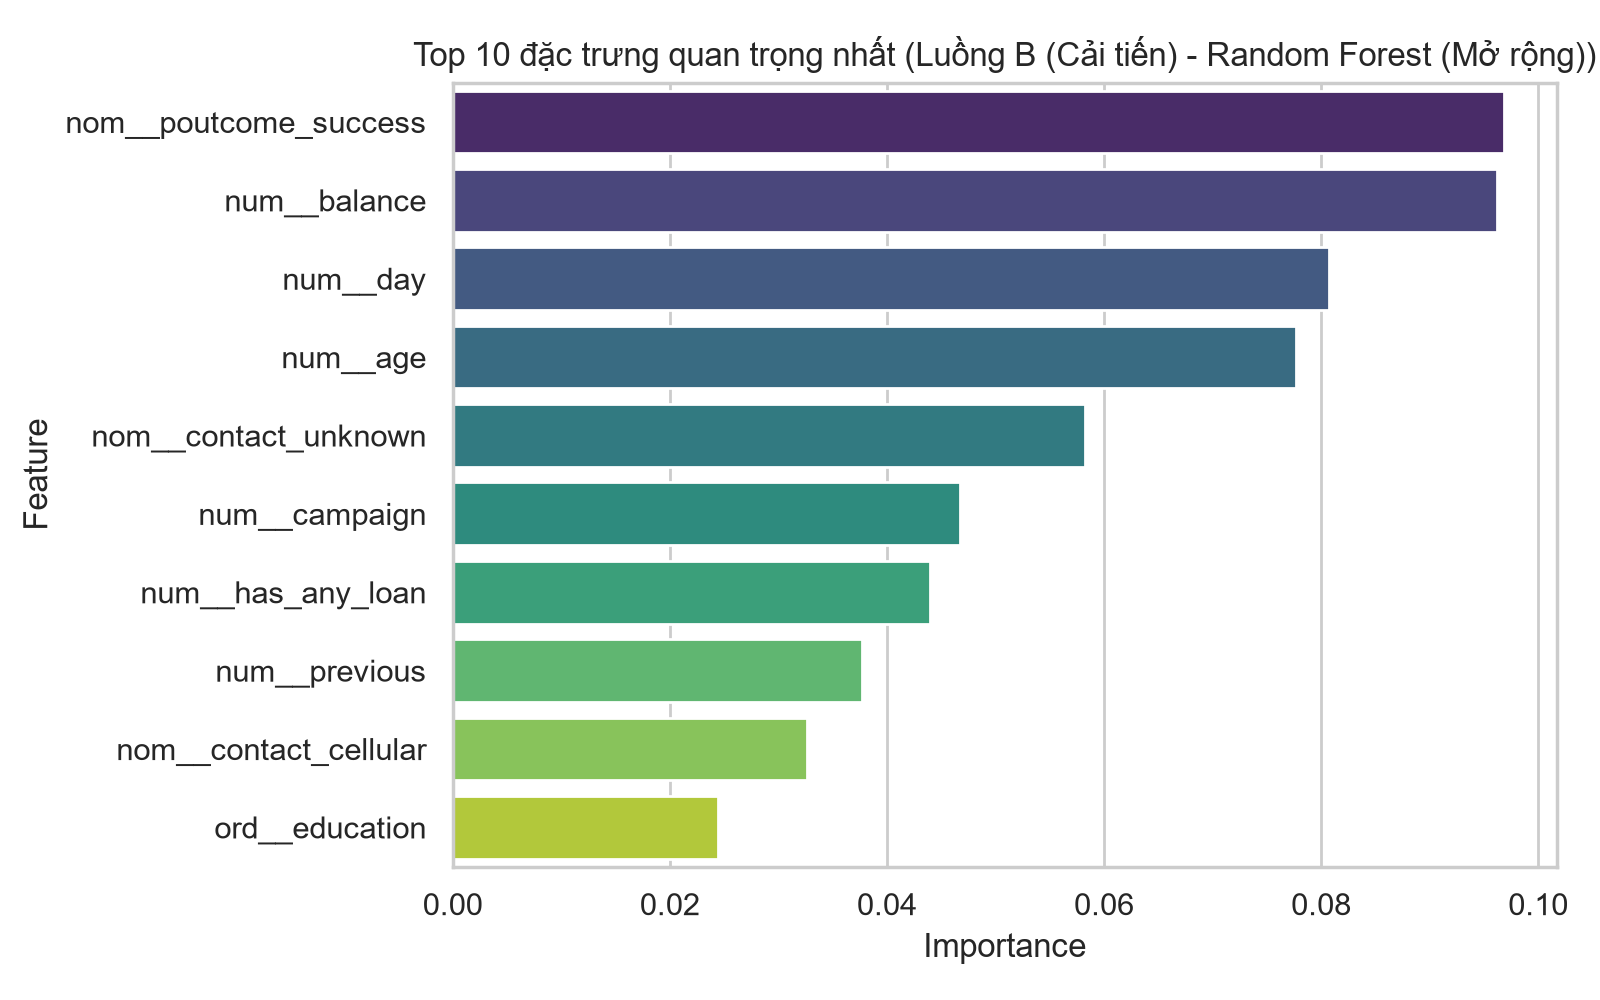 Top 10 đặc trưng quan trọng nhất (Luồng B (Cải tiến) - Random Forest (Mở rộng))
nom__poutcome_success
num__balance
num__day
num__age
nom__contact_unknown
num__campaign
num__has_any_loan
num__previous
nom__contact_cellular
ord__education
Feature
0.00 0.02 0.04 0.06 0.08 0.10
Importance